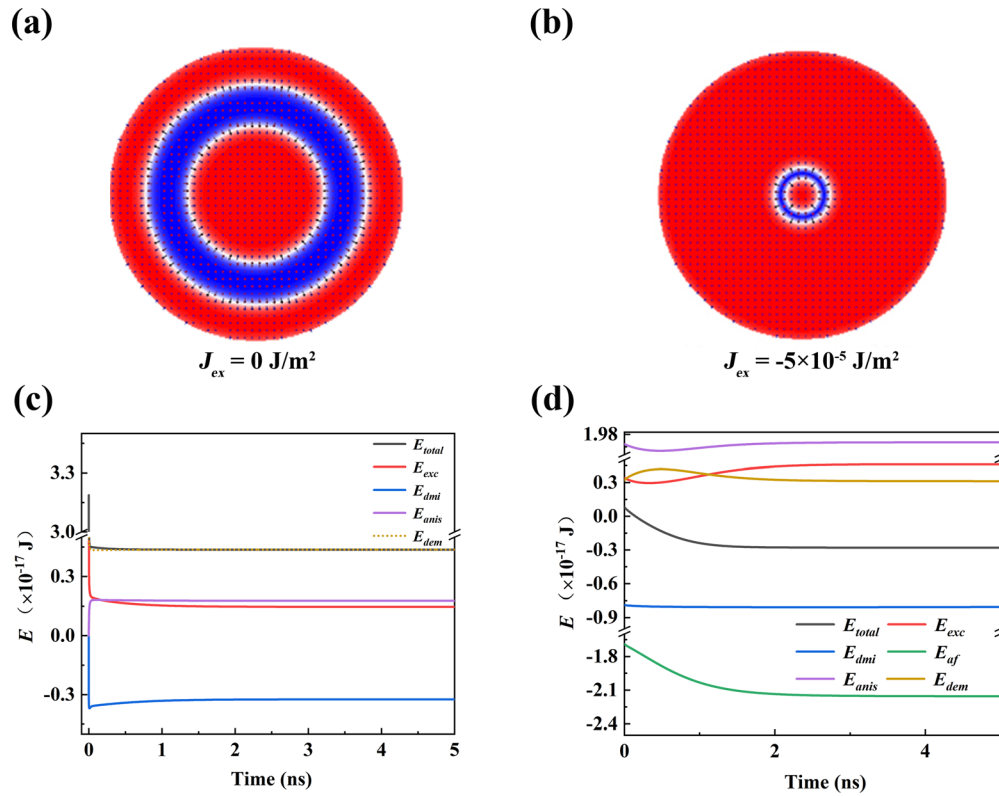 (a)
(b)
J_ex = 0 J/m²
J_ex = -5×10⁻⁵ J/m²
(c)
E_total
E_exc
E_dmi
E_anis
E_dem
3.3
3.0
0.3
0.0
-0.3
E (×10⁻¹⁷ J)
0 1 2 3 4 5
Time (ns)
(d)
1.98
0.3
0.0
-0.3
-0.6
-0.9
-1.8
-2.1
-2.4
E (×10⁻¹⁷ J)
E_total E_exc
E_dmi E_af
E_anis E_dem
0 2 4
Time (ns)